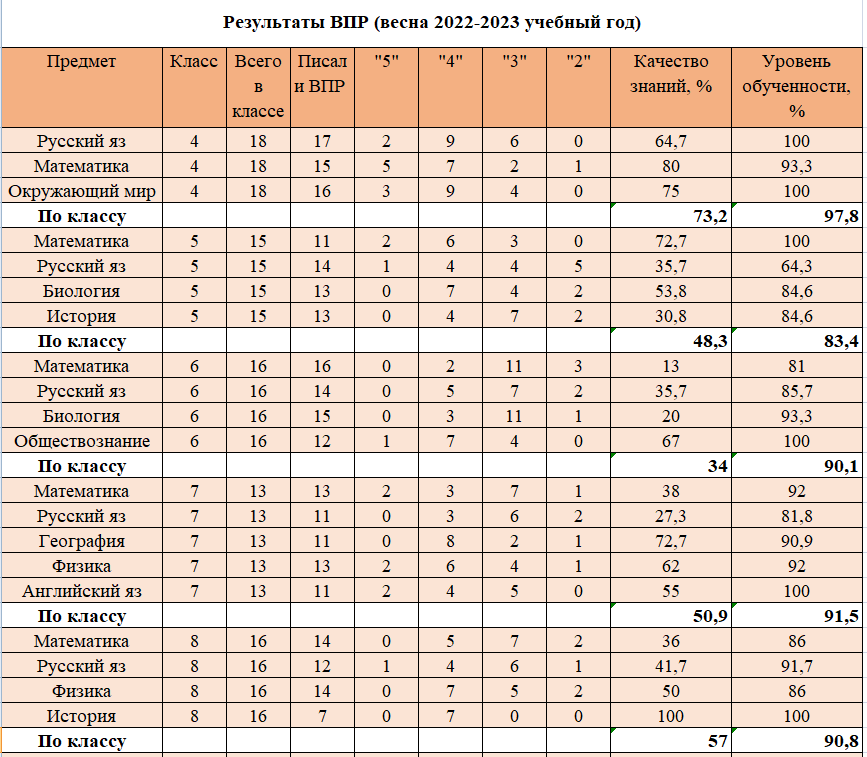 Результаты ВПР (весна 2022-2023 учебный год)
Предмет Класс Всего в классе Писали ВПР "5" "4" "3" "2" Качество знаний, % Уровень обученности, %
Русский яз 4 18 17 2 9 6 0 64,7 100
Математика 4 18 15 5 7 2 1 80 93,3
Окружающий мир 4 18 16 3 9 4 0 75 100
По классу 73,2 97,8
Математика 5 15 11 2 6 3 0 72,7 100
Русский яз 5 15 14 1 4 4 5 35,7 64,3
Биология 5 15 13 0 7 4 2 53,8 84,6
История 5 15 13 0 4 7 2 30,8 84,6
По классу 48,3 83,4
Математика 6 16 16 0 2 11 3 13 81
Русский яз 6 16 14 0 5 7 2 35,7 85,7
Биология 6 16 15 0 3 11 1 20 93,3
Обществознание 6 16 12 1 7 4 0 67 100
По классу 34 90,1
Математика 7 13 13 2 3 7 1 38 92
Русский яз 7 13 11 0 3 6 2 27,3 81,8
География 7 13 11 0 8 2 1 72,7 90,9
Физика 7 13 13 2 6 4 1 62 92
Английский яз 7 13 11 2 4 5 0 55 100
По классу 50,9 91,5
Математика 8 16 14 0 5 7 2 36 86
Русский яз 8 16 12 1 4 6 1 41,7 91,7
Физика 8 16 14 0 7 5 2 50 86
История 8 16 7 0 7 0 0 100 100
По классу 57 90,8